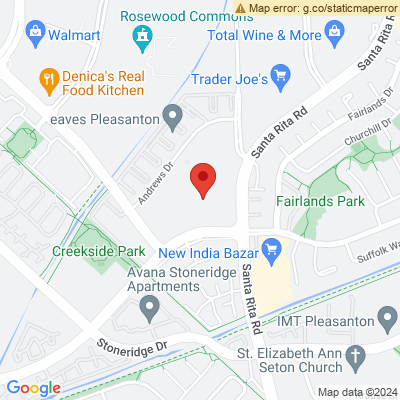 Map error: g.co/staticmaperror
Rosewood Commons
Walmart
Total Wine & More
Santa Rita Rd
Denica's Real
Food Kitchen
Trader Joe's
Fairlands Dr
eaves Pleasanton
Santa Rita Rd
Churchill Dr
Andrews Dr
Fairlands Park
Creekside Park
New India Bazar
Suffolk Wa
Avana Stoneridge
Apartments
Santa Rita Rd
IMT Pleasanton
Stoneridge Dr
St. Elizabeth Ann
Seton Church
Google
Map data ©2024